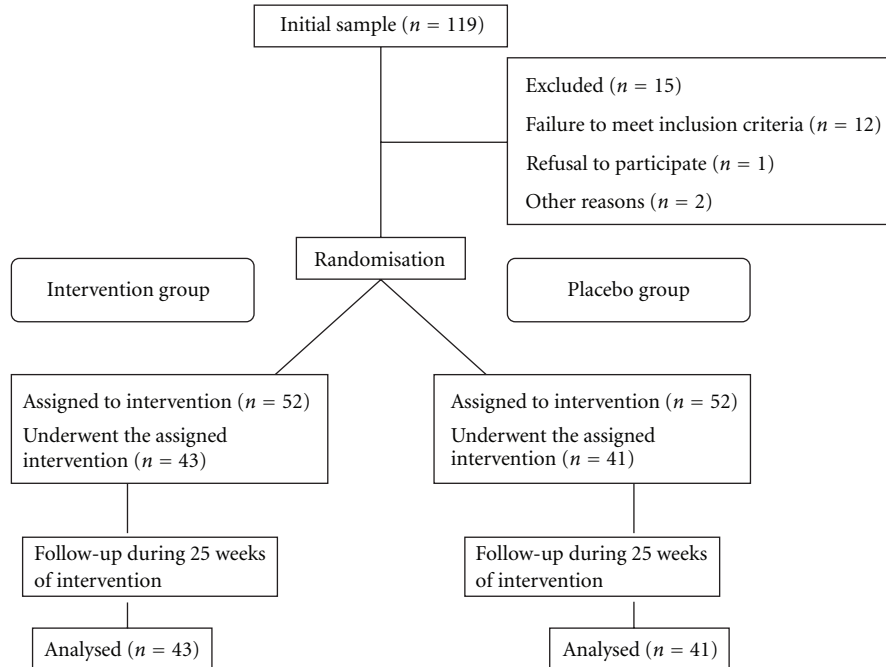 Initial sample (n = 119)
Excluded (n = 15)
Failure to meet inclusion criteria (n = 12)
Refusal to participate (n = 1)
Other reasons (n = 2)
Randomisation
Intervention group
Placebo group
Assigned to intervention (n = 52)
Underwent the assigned
intervention (n = 43)
Assigned to intervention (n = 52)
Underwent the assigned
intervention (n = 41)
Follow-up during 25 weeks
of intervention
Follow-up during 25 weeks
of intervention
Analysed (n = 43)
Analysed (n = 41)